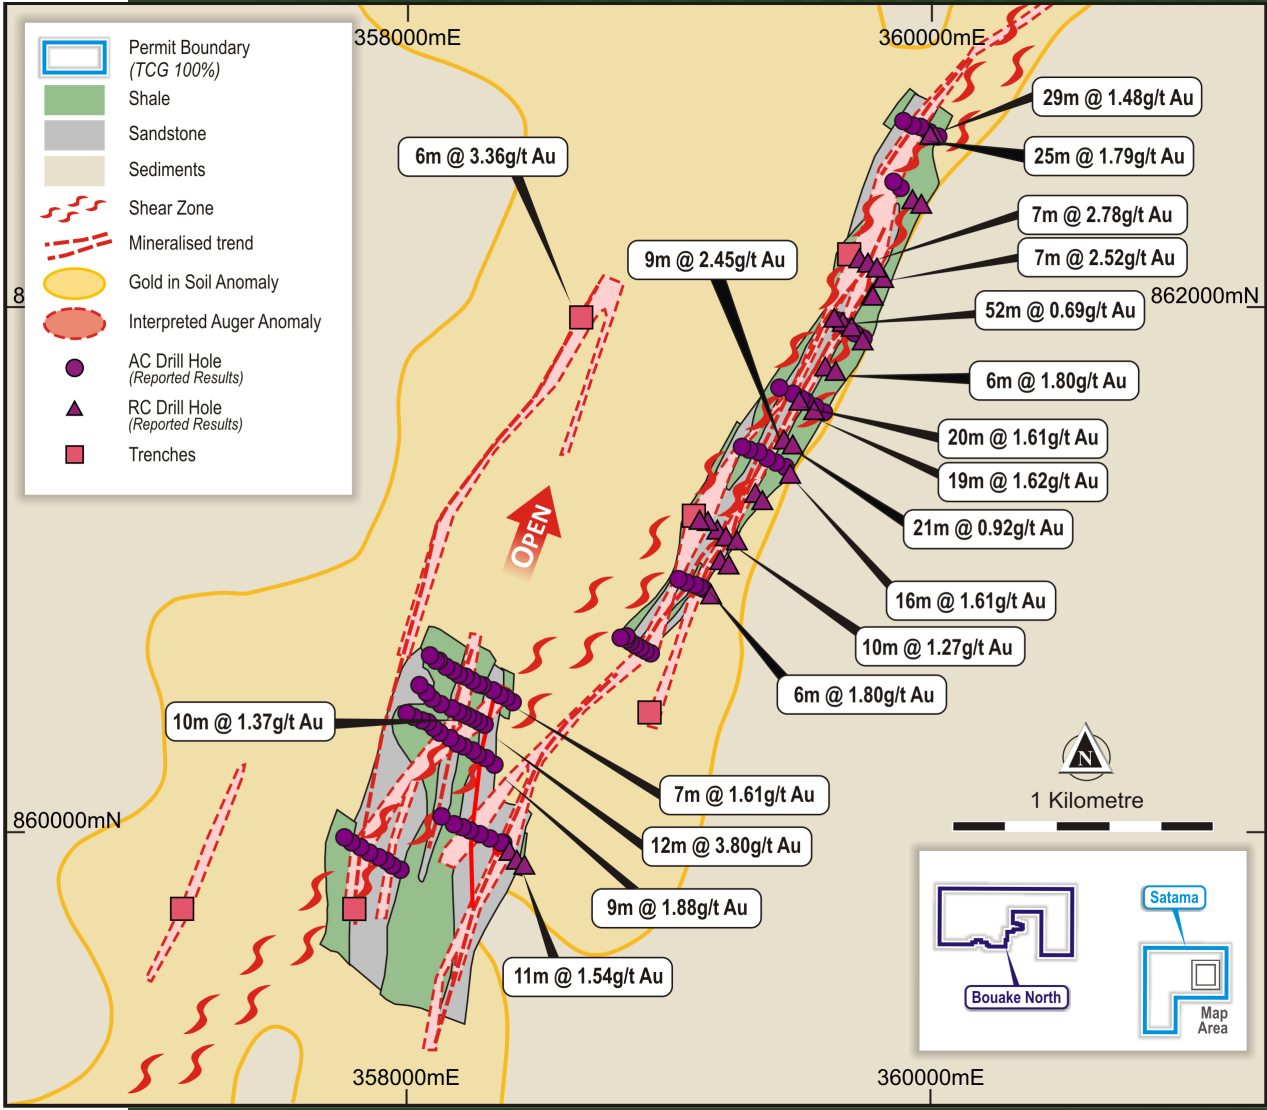 358000mE
360000mE
Permit Boundary
(TCG 100%)
Shale
Sandstone
Sediments
Shear Zone
Mineralised trend
Gold in Soil Anomaly
Interpreted Auger Anomaly
AC Drill Hole
(Reported Results)
RC Drill Hole
(Reported Results)
Trenches
29m @ 1.48g/t Au
25m @ 1.79g/t Au
6m @ 3.36g/t Au
7m @ 2.78g/t Au
7m @ 2.52g/t Au
9m @ 2.45g/t Au
8
862000mN
52m @ 0.69g/t Au
6m @ 1.80g/t Au
20m @ 1.61g/t Au
19m @ 1.62g/t Au
21m @ 0.92g/t Au
OPEN
16m @ 1.61g/t Au
10m @ 1.27g/t Au
6m @ 1.80g/t Au
10m @ 1.37g/t Au
N
1 Kilometre
7m @ 1.61g/t Au
860000mN
12m @ 3.80g/t Au
9m @ 1.88g/t Au
11m @ 1.54g/t Au
Satama
Bouake North
Map
Area
358000mE
360000mE